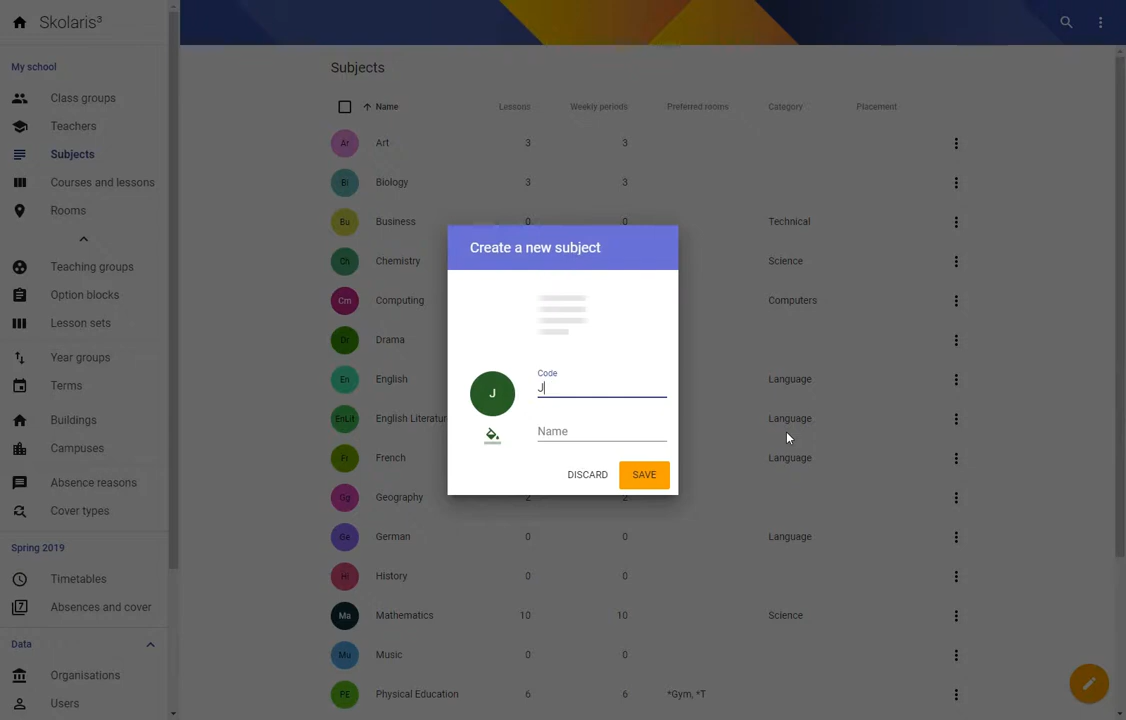 Skolaris³
My school
Class groups
Teachers
Subjects
Courses and lessons
Rooms
Teaching groups
Option blocks
Lesson sets
Year groups
Terms
Buildings
Campuses
Absence reasons
Cover types
Spring 2019
Timetables
7
Absences and cover
Data
Organisations
Users
Subjects
Name Lessons Weekly periods Preferred rooms Category Placement
Ar Art 3 3
Bi Biology 3 3
Bu Business 0 0 Technical
Ch Chemistry Science
Cm Computing Computers
Dr Drama
En English Language
EnLit English Literatur Language
Fr French Language
Gg Geography 2 2
Ge German 0 0 Language
Hi History 0 0
Ma Mathematics 10 10 Science
Mu Music 0 0
PE Physical Education 6 6 *Gym, *T
Create a new subject
J
Code
J
Name
DISCARD SAVE